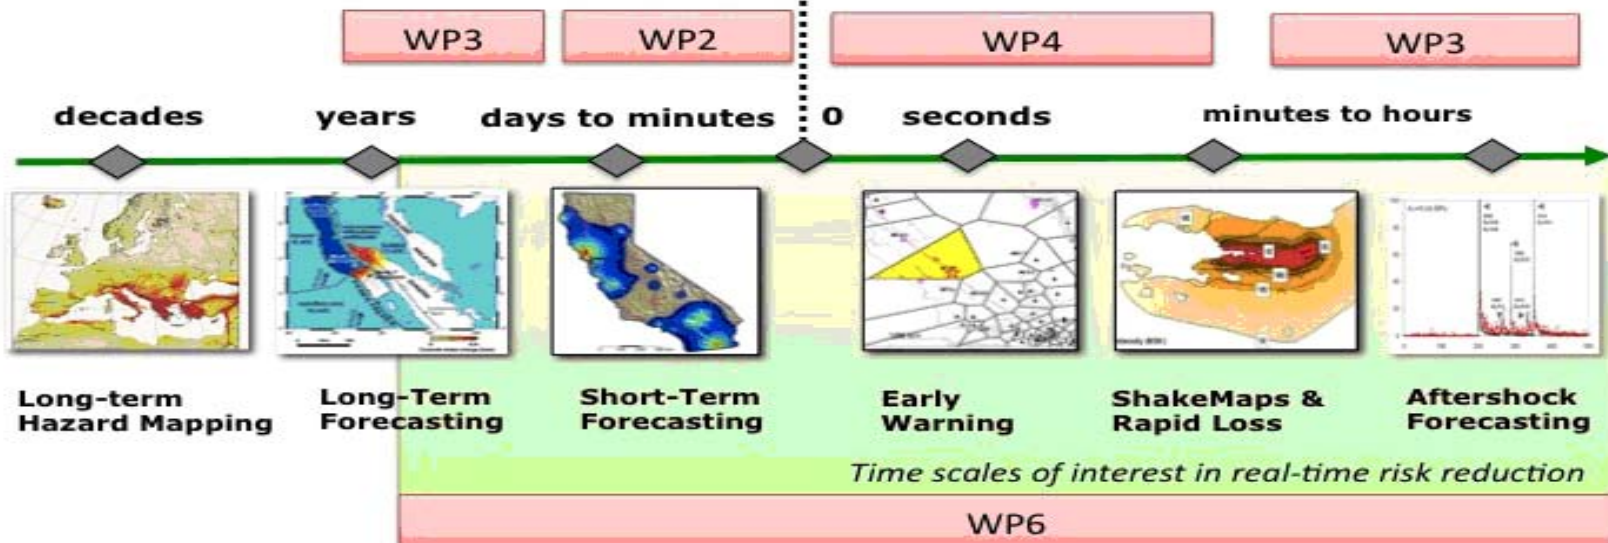 WP3
WP2
WP4
WP3
decades
years
days to minutes
0
seconds
minutes to hours
Long-term
Hazard Mapping
Long-Term
Forecasting
Short-Term
Forecasting
Early
Warning
ShakeMaps &
Rapid Loss
Aftershock
Forecasting
Time scales of interest in real-time risk reduction
WP6